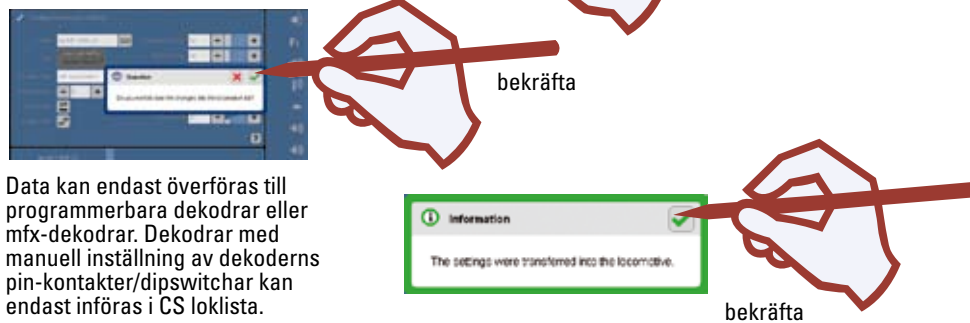 bekräfta
Data kan endast överföras till
programmerbara dekodrar eller
mfx-dekodrar. Dekodrar med
manuell inställning av dekoderns
pin-kontakter/dipswitchar kan
endast införas i CS loklista.
Information
The settings were transferred into the locomotive.
bekräfta